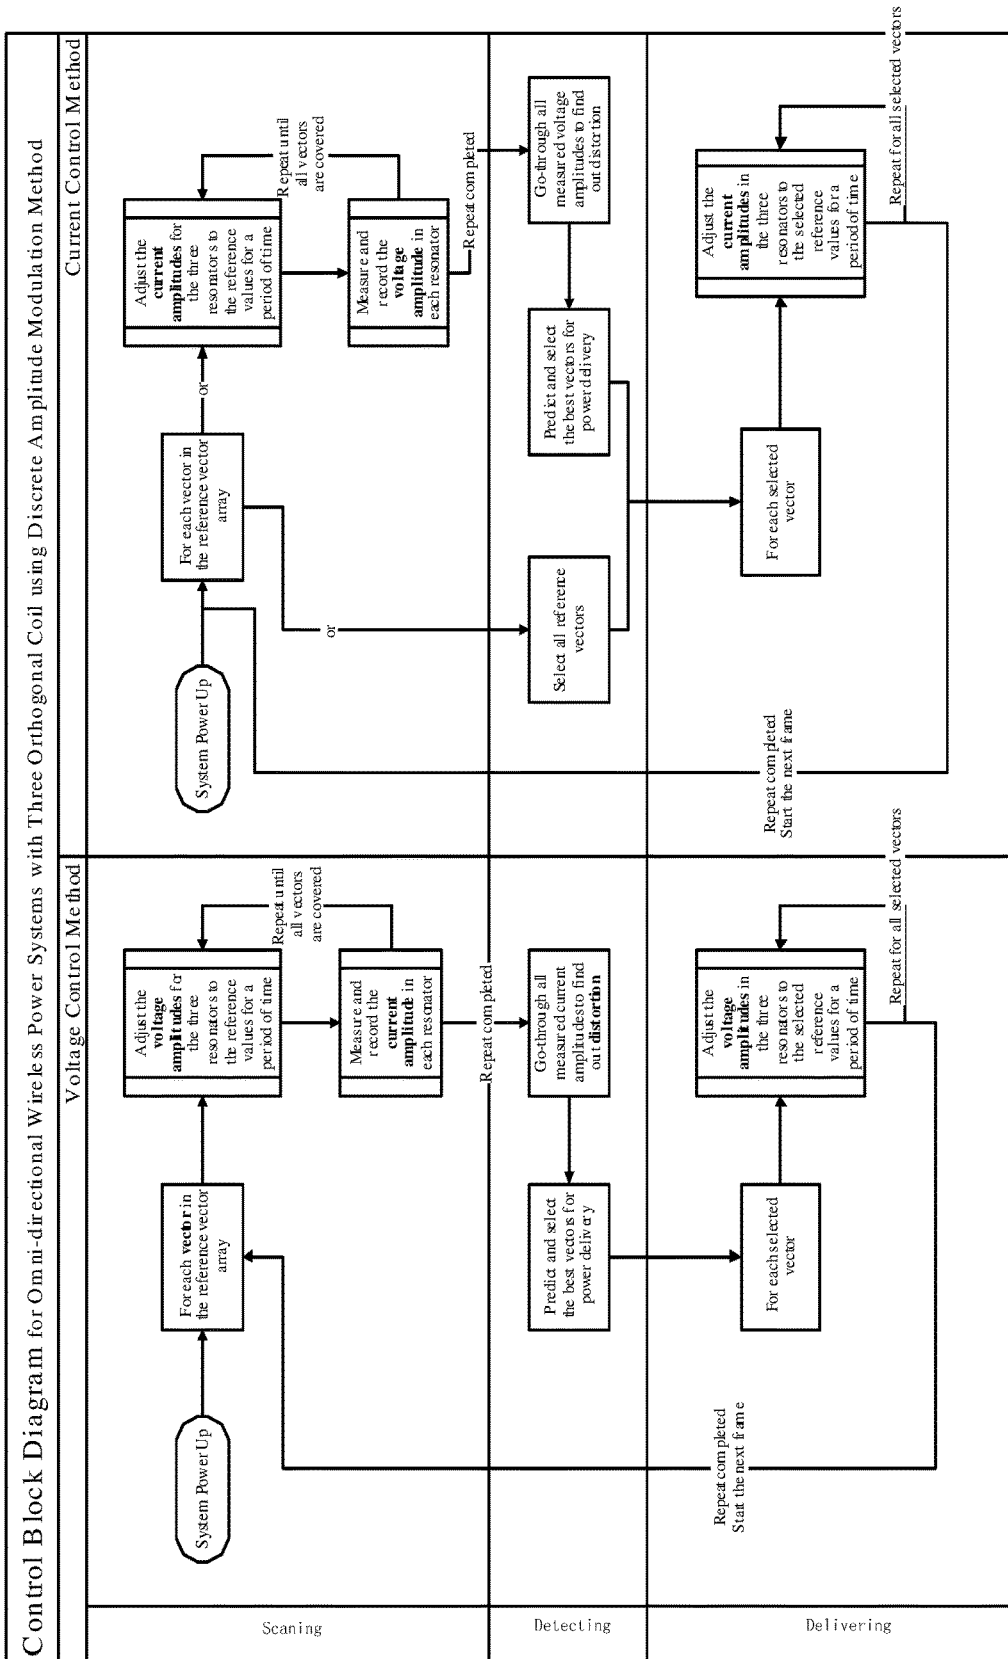 Control Block Diagram for Omni-directional Wireless Power Systems with Three Orthogonal Coil using Discrete Amplitude Modulation Method
Voltage Control Method
Current Control Method
Scaning
System Power Up
For each vector in
the reference vector
array
Adjust the
voltage
amplitudes for
the three
resonators to
the reference
values for a
period of time
Repeat until
all vectors
are covered
Measure and
record the
current
amplitude in
each resonator
Repeat completed
System Power Up
For each vector in
the reference vector
array
or
or
Adjust the
current
amplitudes for
the three
resonators to
the reference
values for a
period of time
Repeat until
all vectors
are covered
Measure and
record the
voltage
amplitude in
each resonator
Repeat completed
Detecting
Predict and select
the best vectors for
power delivery
Go-through all
measured current
amplitudes to find
out distortion
Select all reference
vectors
Predict and select
the best vectors for
power delivery
Go-through all
measured voltage
amplitudes to find
out distortion
Delivering
Repeat completed
Start the next frame
For each selected
vector
Adjust the
voltage
amplitudes in
the three
resonators to
the selected
reference
values for a
period of time
Repeat for all selected vectors
Repeat completed
Start the next frame
For each selected
vector
Adjust the
current
amplitudes in
the three
resonators to
the selected
reference
values for a
period of time
Repeat for all selected vectors